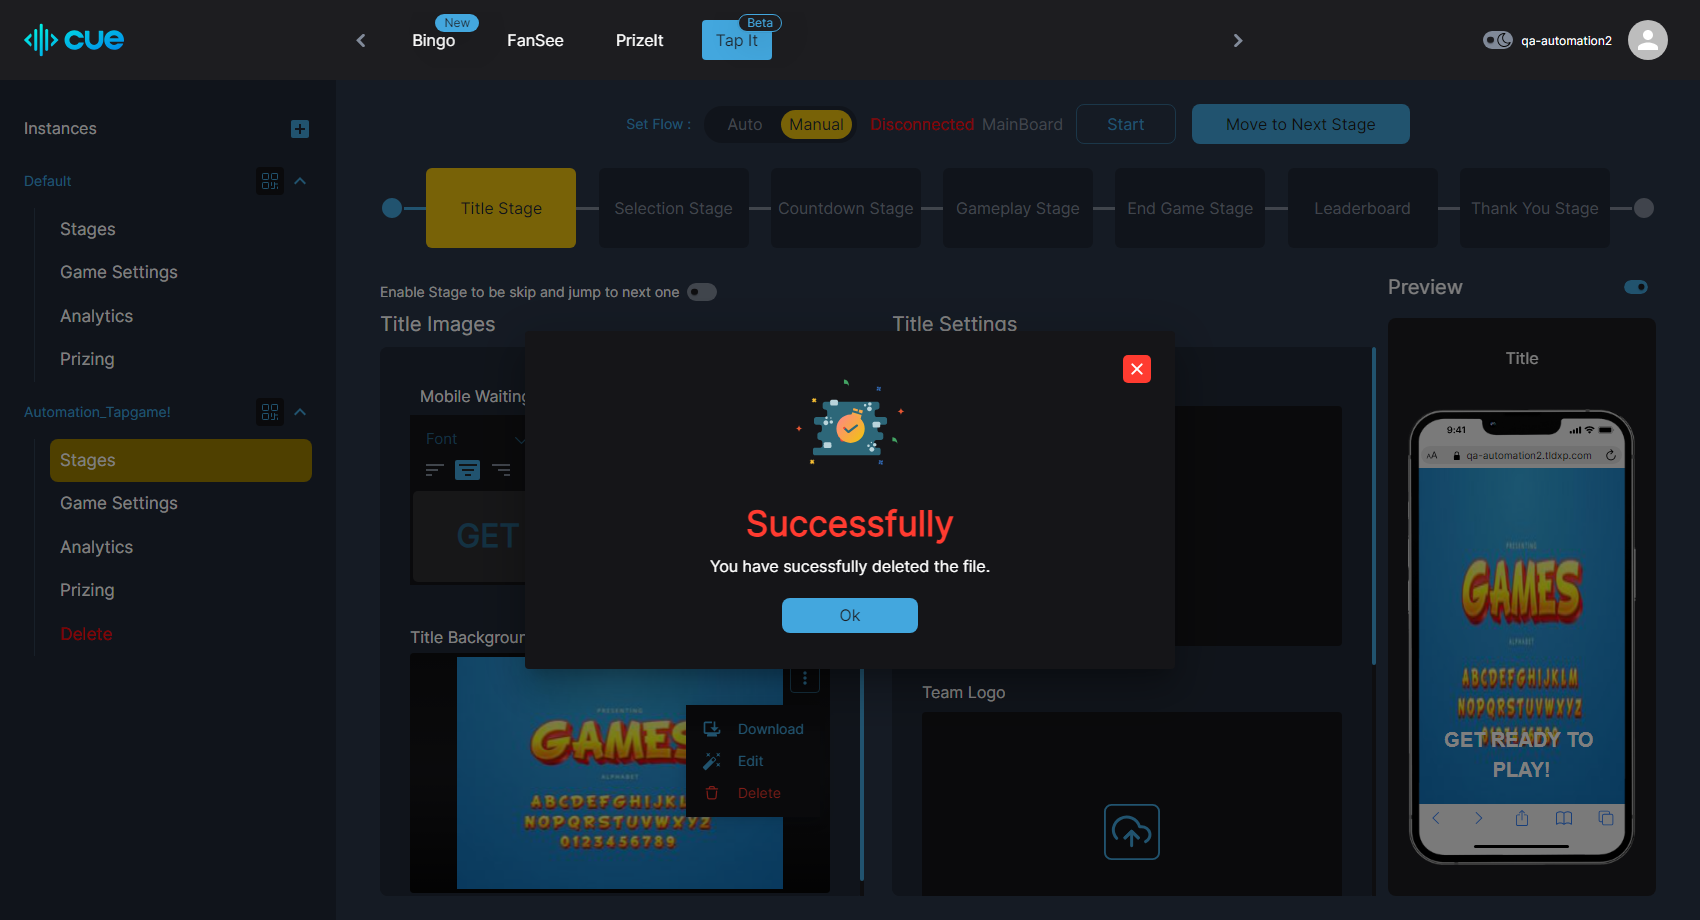 cue
New
Bingo
FanSee
PrizeIt
Beta
Tap It
qa-automation2
Instances
Default
Stages
Game Settings
Analytics
Prizing
Automation_Tapgame!
Stages
Game Settings
Analytics
Prizing
Delete
Set Flow :
Auto
Manual
Disconnected MainBoard
Start
Move to Next Stage
Title Stage
Selection Stage
Countdown Stage
Gameplay Stage
End Game Stage
Leaderboard
Thank You Stage
Enable Stage to be skip and jump to next one
Title Images
Title Settings
Preview
Mobile Waiting
Font
GET
Title Backgroun
PRESENTING
GAMES
ALPHABET
ABCDEFGHIJKL
NOPQRSTUVWXYZ
0123456789
Download
Edit
Delete
Successfully
You have sucessfully deleted the file.
Ok
Team Logo
Title
9:41
AA
qa-automation2.tldxp.com
PRESENTING
GAMES
ALPHABET
ABCDEFGHIJKLM
NOPQRSTUVWXYZ
GET READY TO
PLAY!